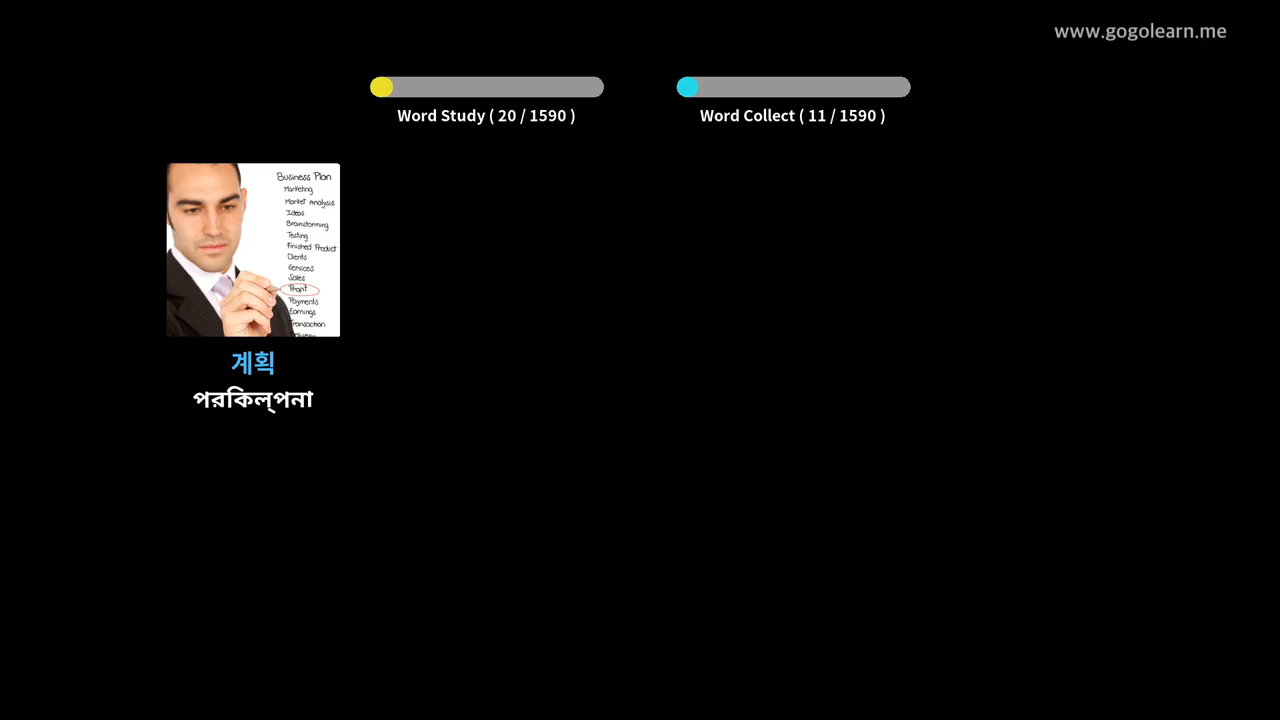 www.gogolearn.me
Word Study ( 20 / 1590 )
Word Collect ( 11 / 1590 )
Business Plan
Marketing
Market Analysis
Ideas
Brainstorming
Testing
Finished Product
Clients
Services
Sales
Profit
Payments
Earnings
Transaction
계획
পরকিল্পনা